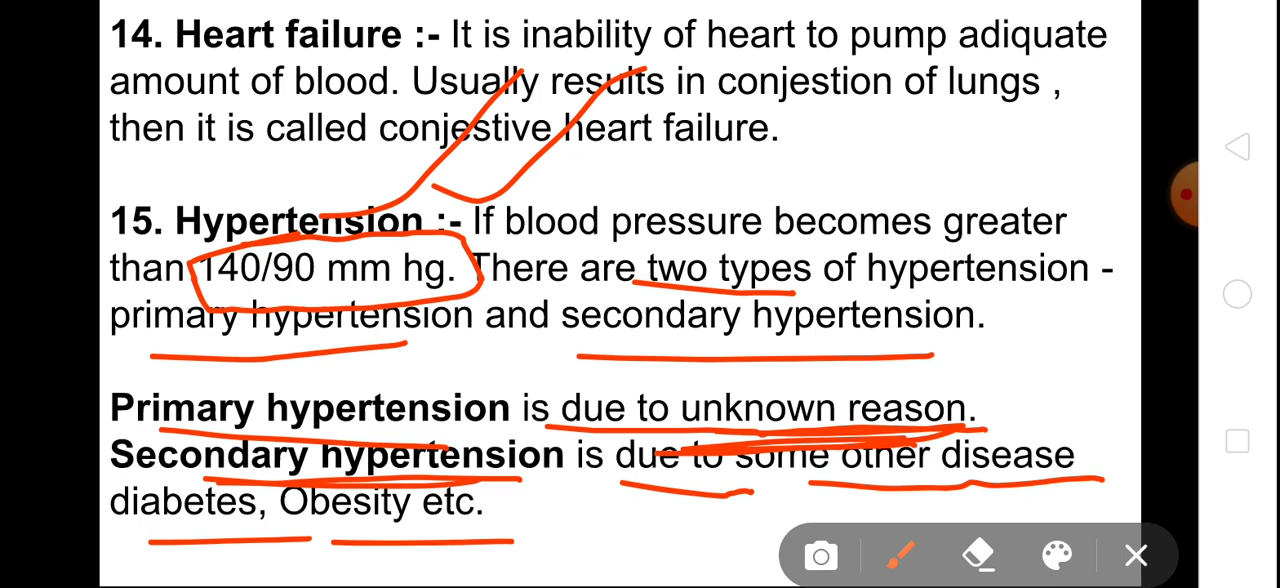 14. Heart failure :- It is inability of heart to pump adiquate
amount of blood. Usually results in conjestion of lungs ,
then it is called conjestive heart failure.
15. Hypertension :- If blood pressure becomes greater
than 140/90 mm hg. There are two types of hypertension -
primary hypertension and secondary hypertension.
Primary hypertension is due to unknown reason.
Secondary hypertension is due to some other disease
diabetes, Obesity etc.